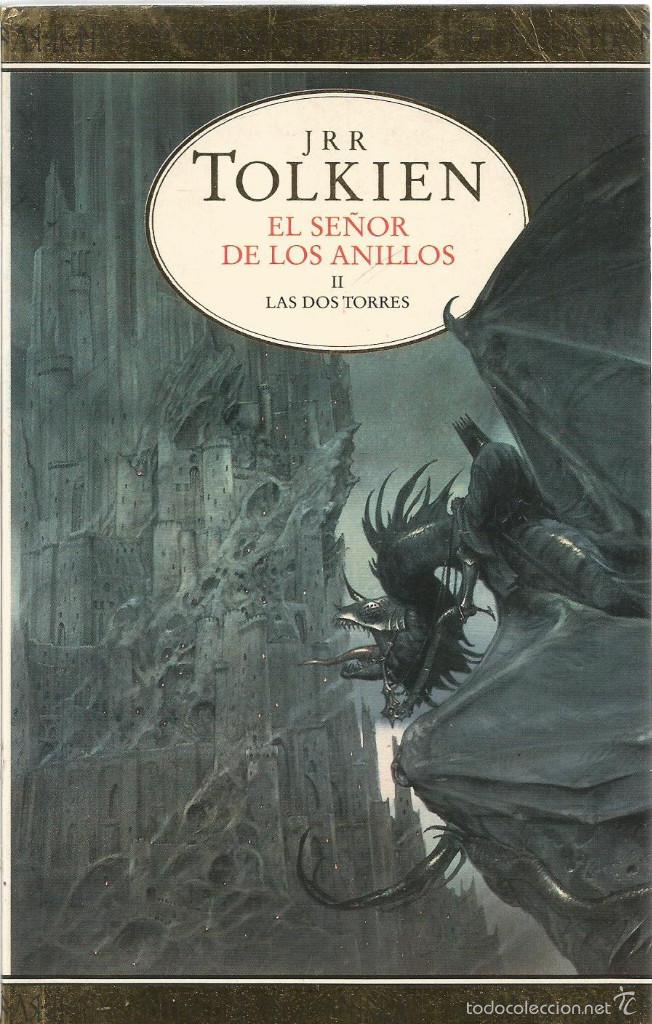 JRR
TOLKIEN
EL SEÑOR
DE LOS ANILLOS
II
LAS DOS TORRES
todocoleccion.net